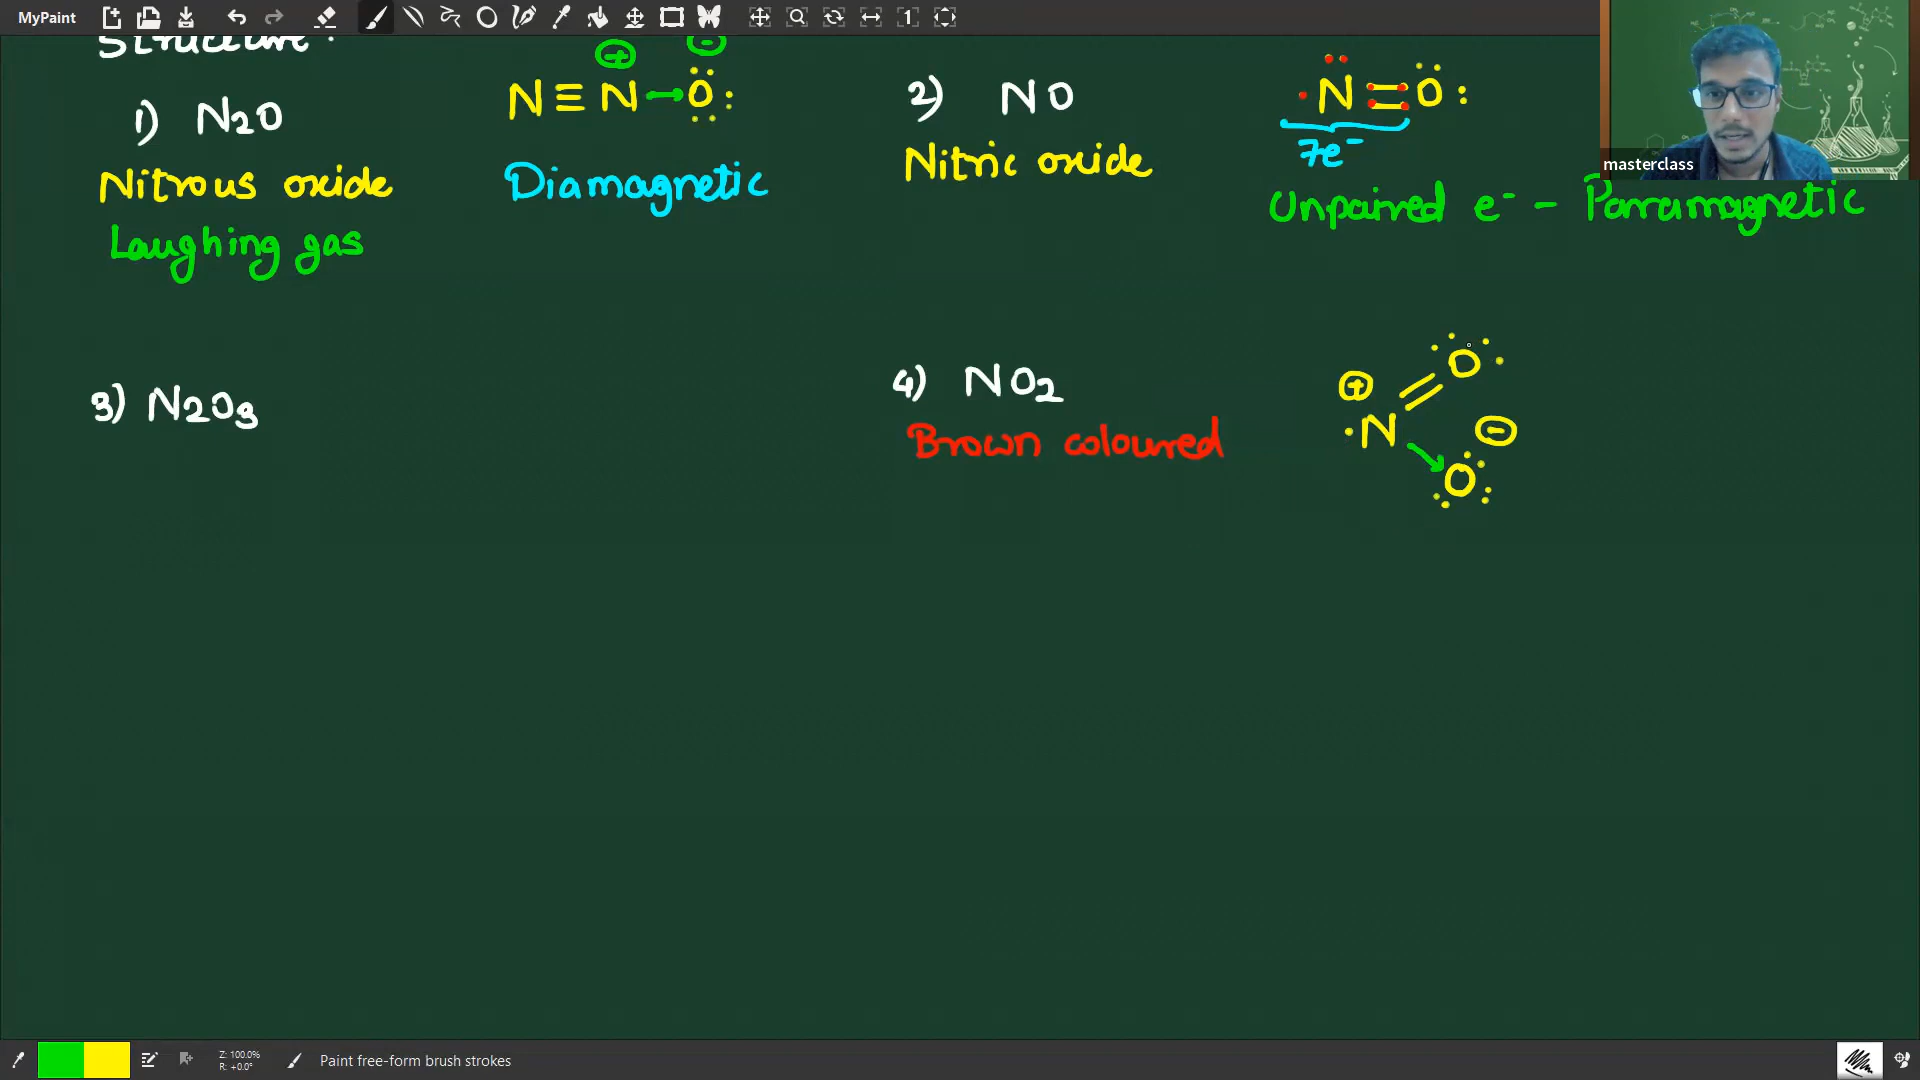 MyPaint
Structure:
1) N2O
N≡N→O
⊕ ⊖
Nitrous oxide
Laughing gas
Diamagnetic
2) NO
N=O
7e⁻
Nitric oxide
Unpaired e⁻ - Paramagnetic
masterclass
3) N2O3
4) NO2
Brown coloured
⊕ O
N ⊖
O
Z: 100.0%
R: +0.0°
Paint free-form brush strokes